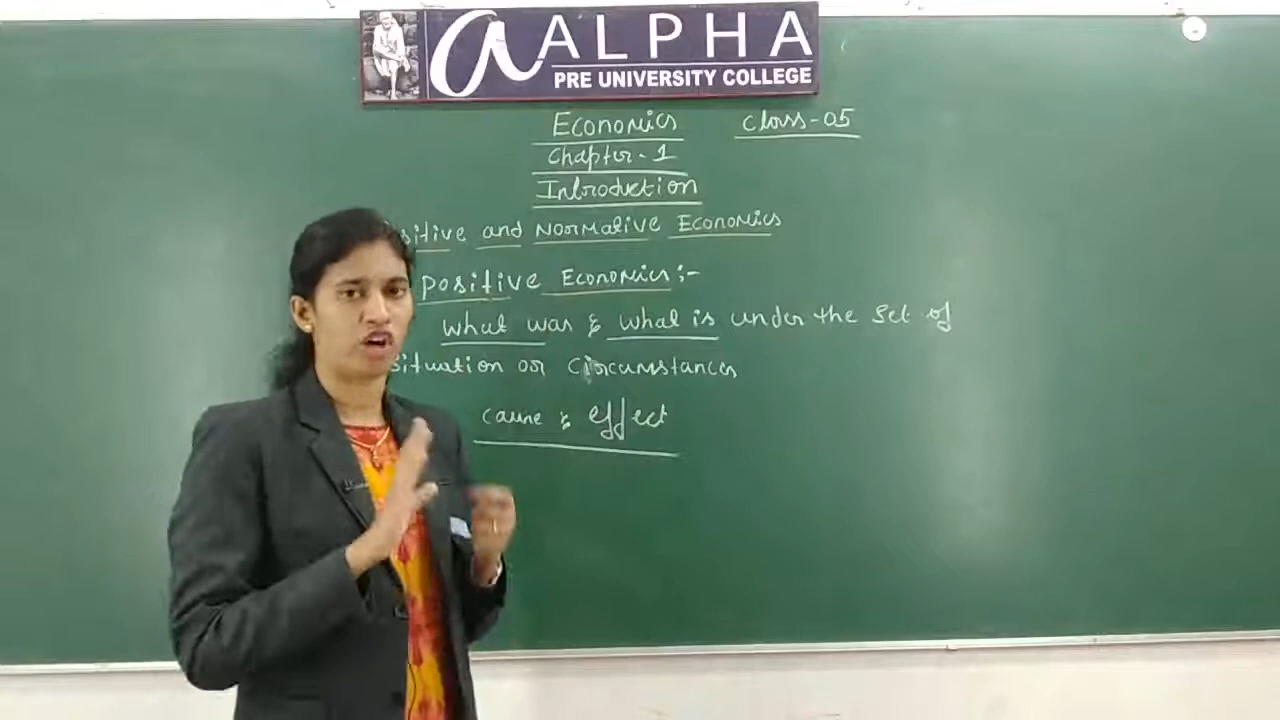 a ALPHA
PRE UNIVERSITY COLLEGE
Economics class-05
Chapter-1
Introduction
sitive and Normative Economics
positive Economics:-
what was & what is under the set of
situation or circumstances
cause & effect